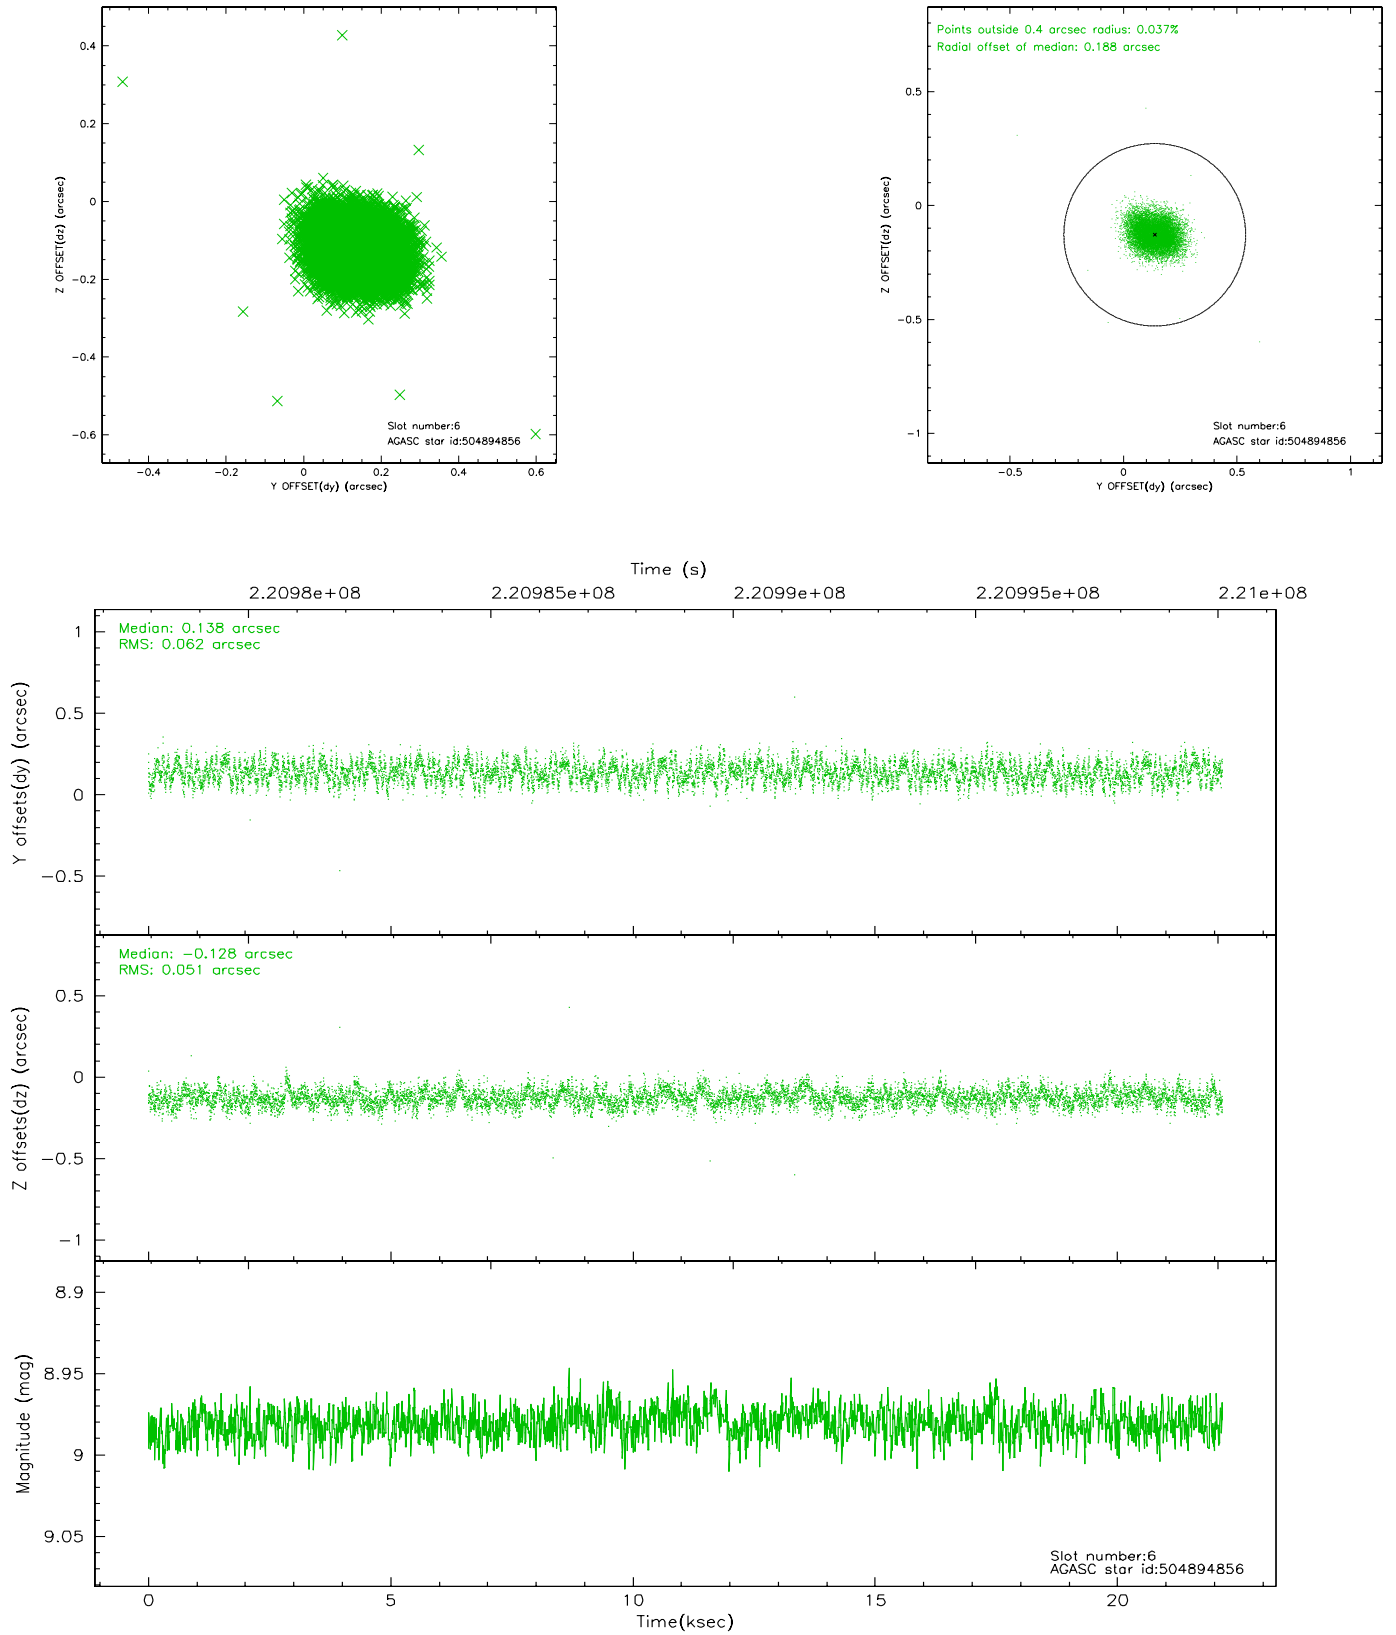 0.4
0.2
0
−0.2
−0.4
−0.6
Z OFFSET(dz) (arcsec)
Slot number:6
AGASC star id:504894856
−0.4 −0.2 0 0.2 0.4 0.6
Y OFFSET(dy) (arcsec)
Points outside 0.4 arcsec radius: 0.037%
Radial offset of median: 0.188 arcsec
0.5
0
−0.5
−1
Z OFFSET(dz) (arcsec)
Slot number:6
AGASC star id:504894856
−0.5 0 0.5 1
Y OFFSET(dy) (arcsec)
Time (s)
2.2098e+08 2.20985e+08 2.2099e+08 2.20995e+08 2.21e+08
Median: 0.138 arcsec
RMS: 0.062 arcsec
1
0.5
0
−0.5
Y offsets(dy) (arcsec)
Median: −0.128 arcsec
RMS: 0.051 arcsec
0.5
0
−0.5
−1
Z offsets(dz) (arcsec)
8.9
8.95
9
9.05
Magnitude (mag)
Slot number:6
AGASC star id:504894856
0 5 10 15 20
Time(ksec)